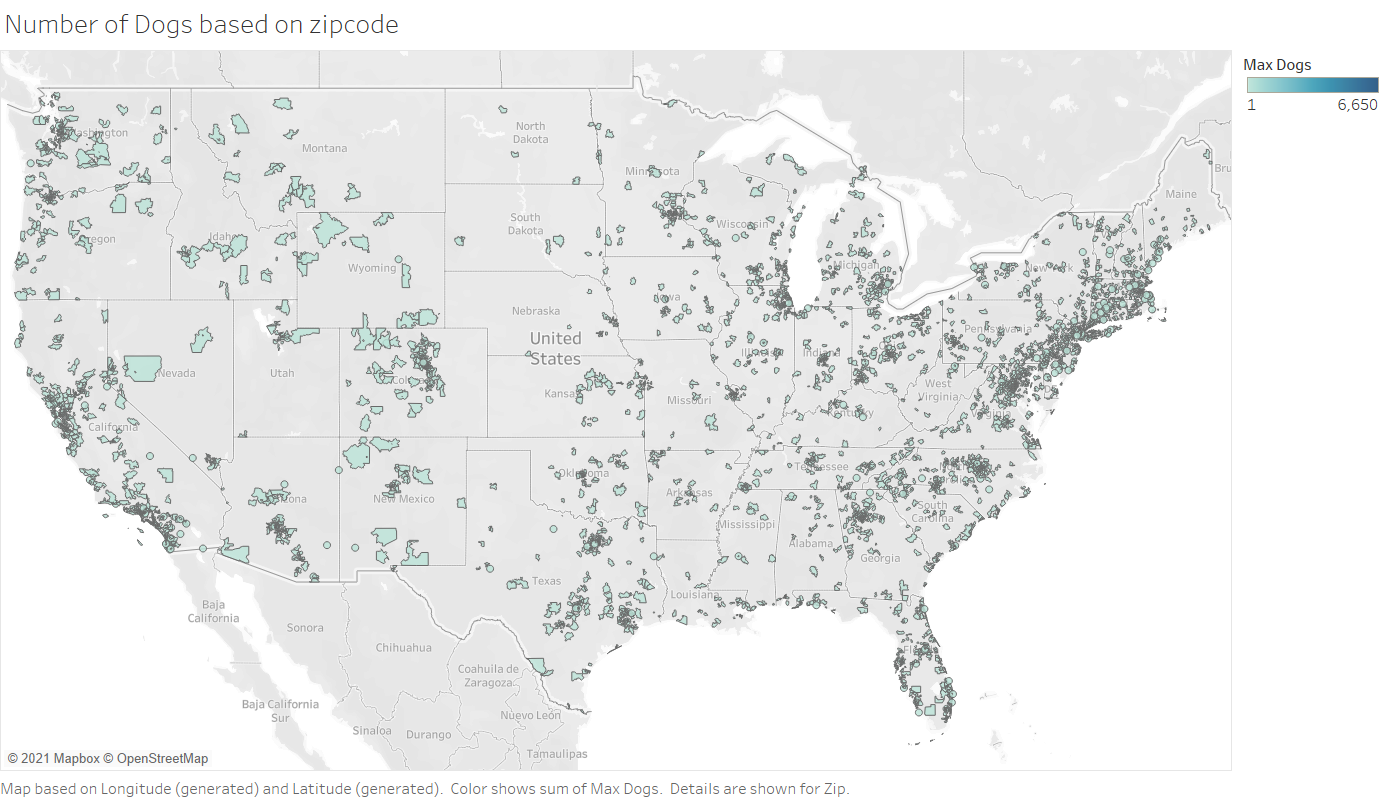 Number of Dogs based on zipcode
Max Dogs
1 6,650
Washington
Montana
North
Dakota
Minnesota
Maine
Oregon
Idaho
South
Dakota
Wisconsin
Wyoming
Michigan
New York
Iowa
Nebraska
Pennsylvania
United
States
Illinois
Indiana
Nevada
Utah
Kansas
Missouri
West
Virginia
Kentucky
Virginia
California
Oklahoma
Tennessee
Arkansas
New Mexico
South
Carolina
Mississippi
Alabama
Georgia
Texas
Louisiana
Baja
California
Sonora
Chihuahua
Coahuila de
Zaragoza
Baja California
Sur
Nuevo León
Sinaloa
Durango
Tamaulipas
© 2021 Mapbox © OpenStreetMap
Map based on Longitude (generated) and Latitude (generated). Color shows sum of Max Dogs. Details are shown for Zip.